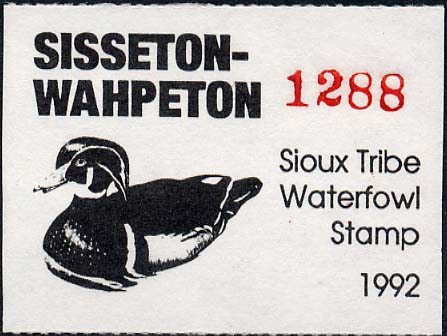 SISSETON-
WAHPETON
1288
Sioux Tribe
Waterfowl
Stamp
1992